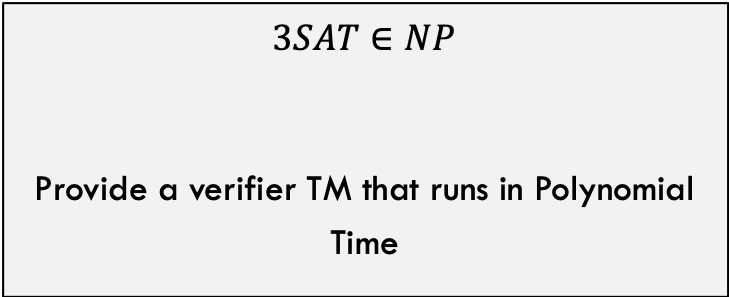 3SAT ∈ NP
Provide a verifier TM that runs in Polynomial
Time